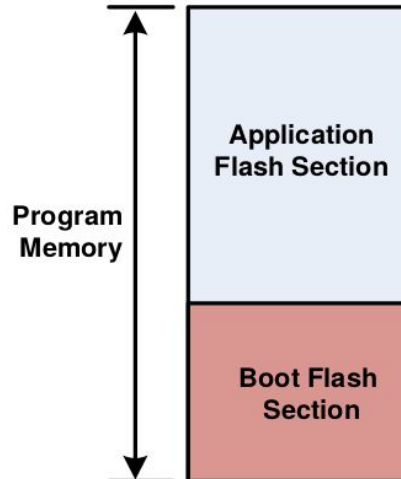 Application
Flash Section
Program
Memory
Boot Flash
Section